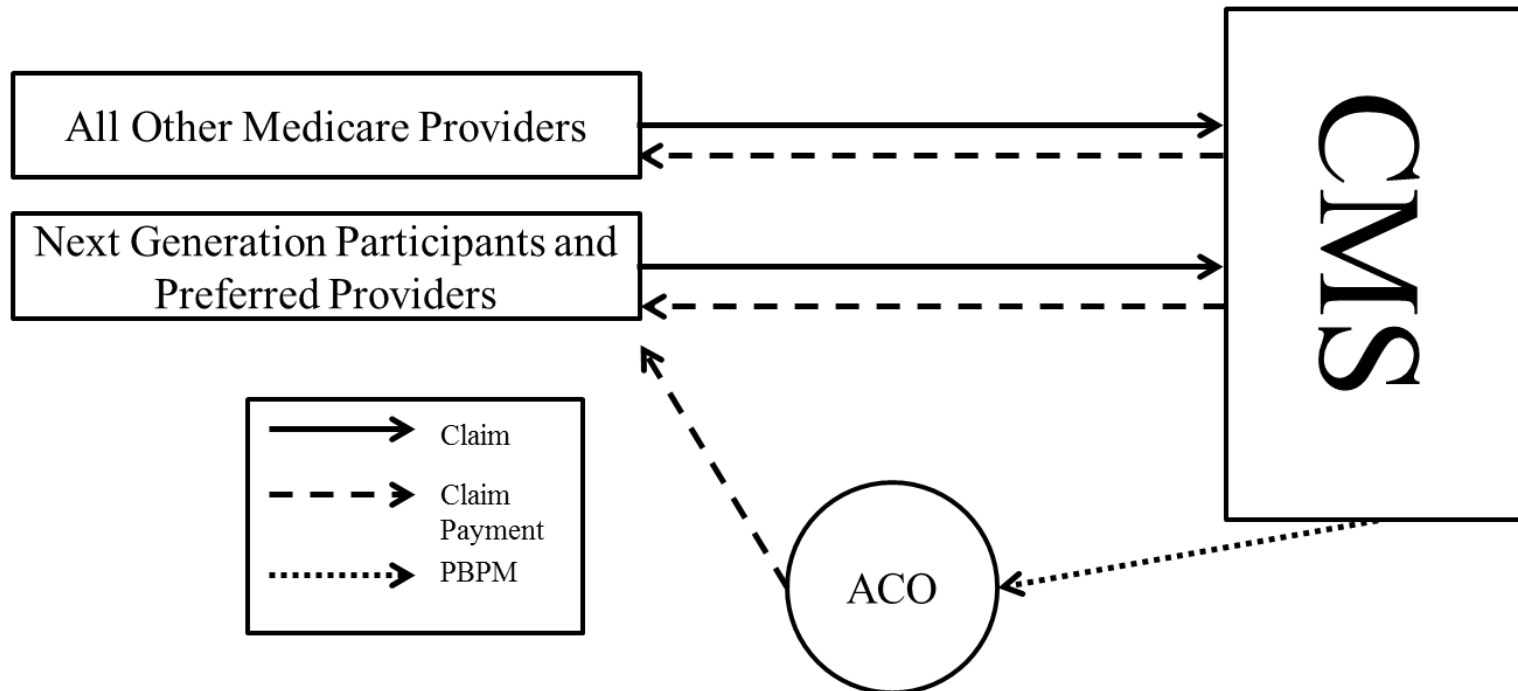 All Other Medicare Providers
Next Generation Participants and
Preferred Providers
CMS
Claim
Claim
Payment
PBPM
ACO